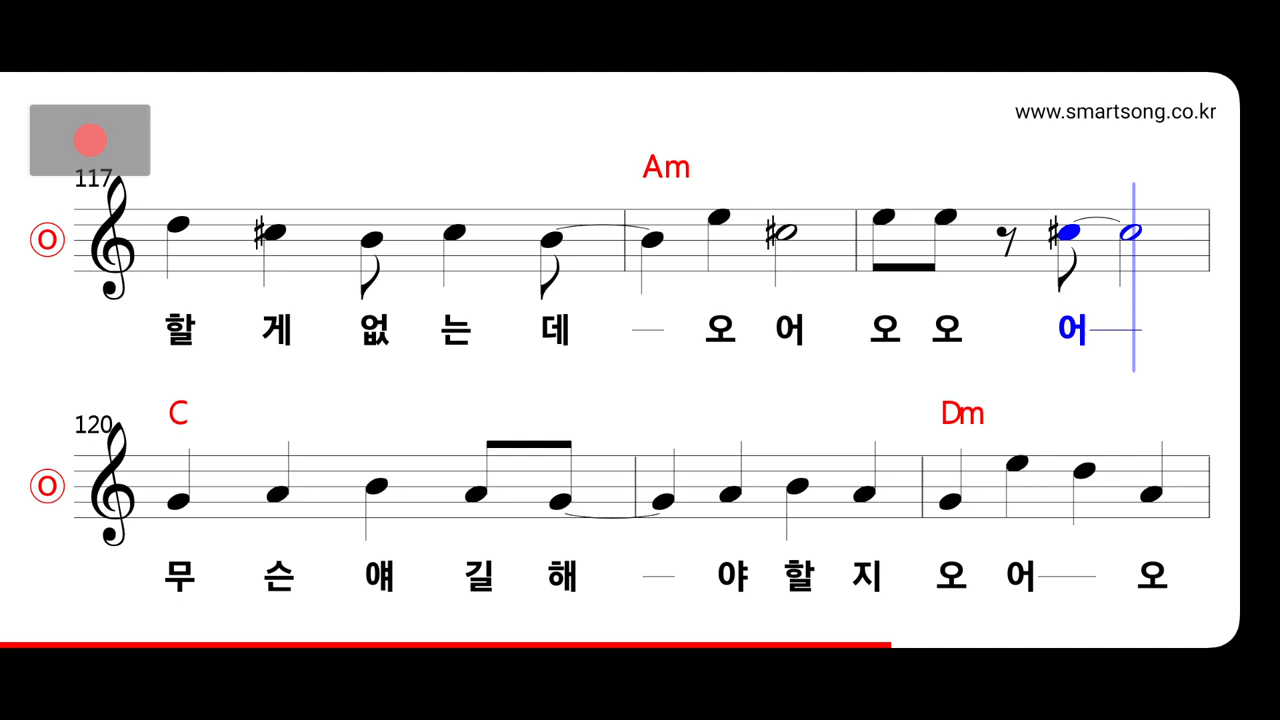 www.smartsong.co.kr
117
Am
O
할 게 없 는 데 오 어 오 오 어
120
C Dm
O
무 슨 얘 길 해 야 할 지 오 어 오